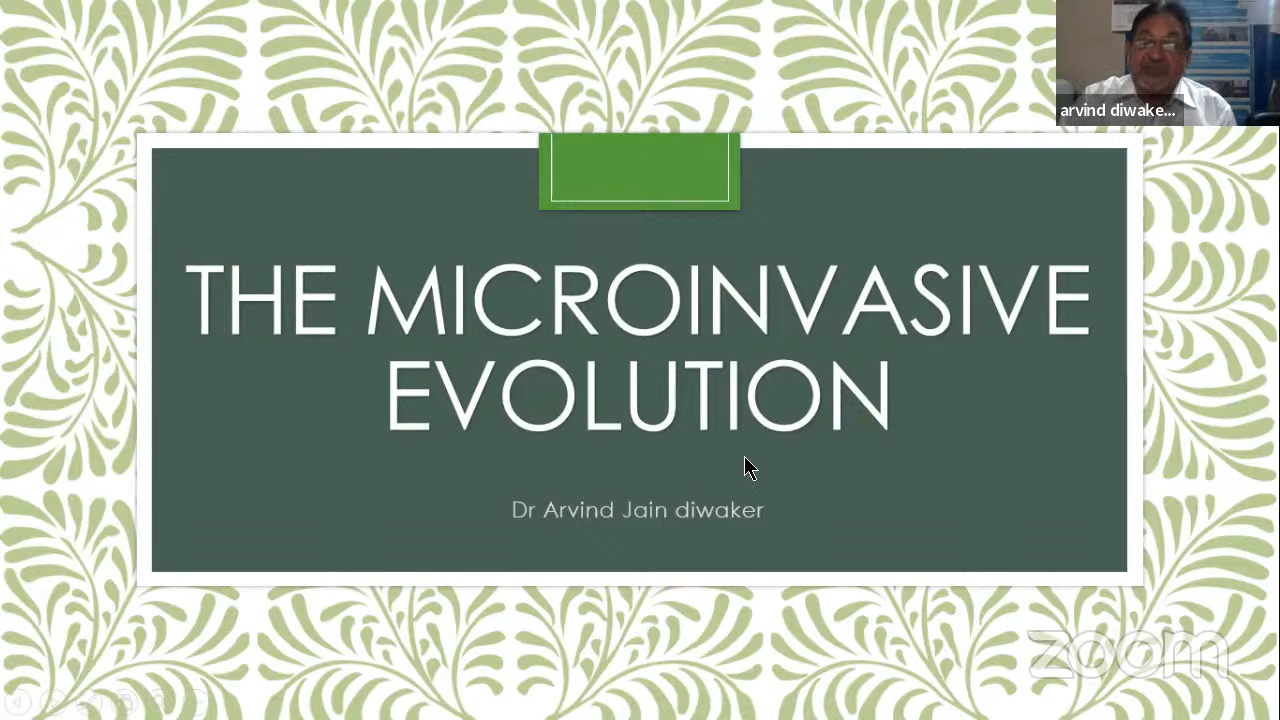 arvind diwake...
THE MICROINVASIVE
EVOLUTION
Dr Arvind Jain diwaker
zoom